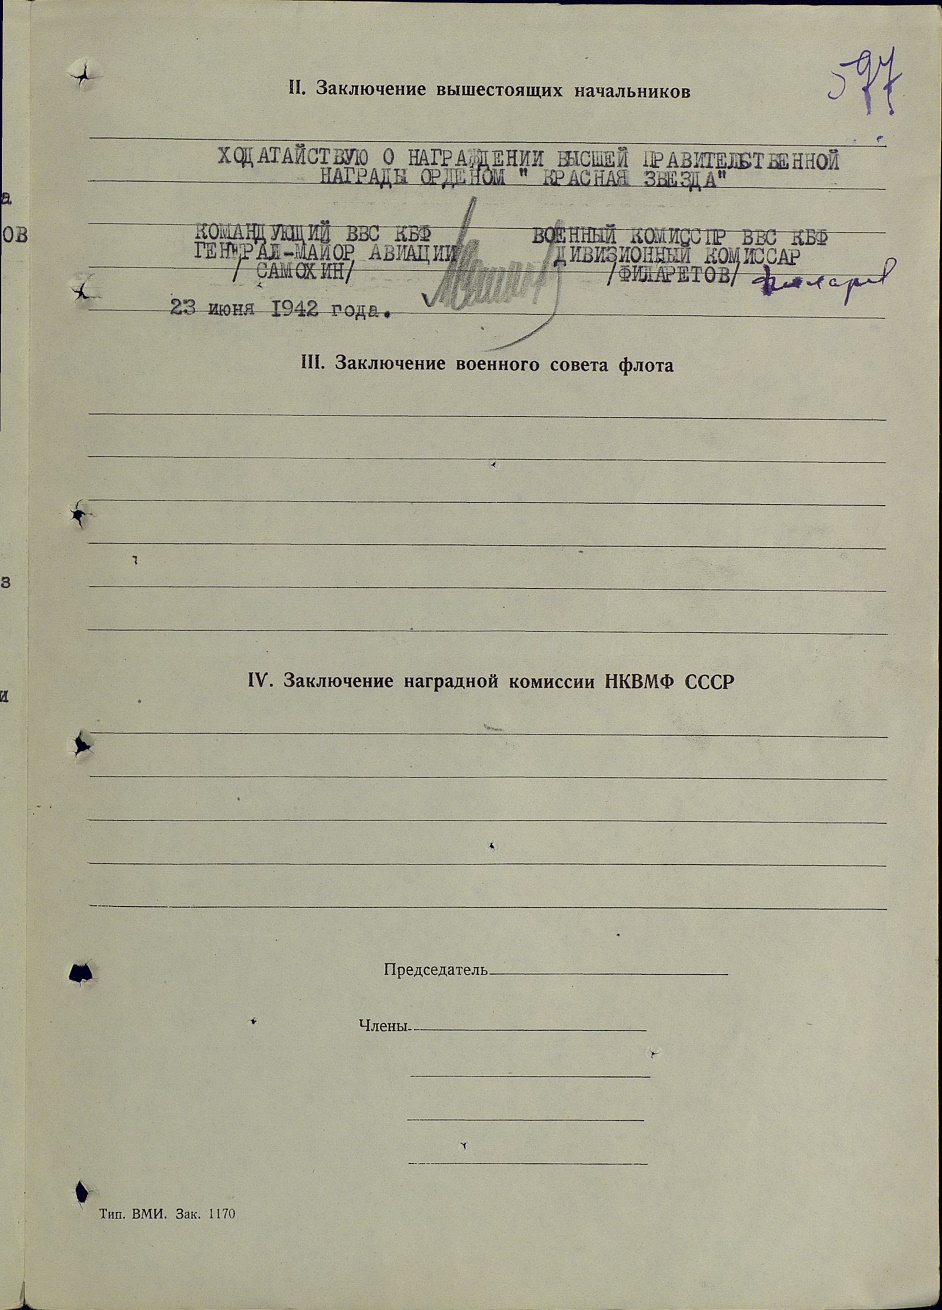 597
II. Заключение вышестоящих начальников
ХОДАТАЙСТВУЮ О НАГРАЖДЕНИИ ВЫСШЕЙ ПРАВИТЕЛЬСТВЕННОЙ
НАГРАДЫ ОРДЕНОМ " КРАСНАЯ ЗВЕЗДА"
а
ОВ
КОМАНДУЮЩИЙ ВВС КБФ ВОЕННЫЙ КОМИССПР ВВС КБФ
ГЕНЕРАЛ-МАЙОР АВИАЦИИ ДИВИЗИОННЫЙ КОМИССАР
/ САМОХИН/ /ФИЛАРЕТОВ/
23 июня 1942 года.
III. Заключение военного совета флота
з
и
IV. Заключение наградной комиссии НКВМФ СССР
Председатель
Члены
Тип. ВМИ. Зак. 1170